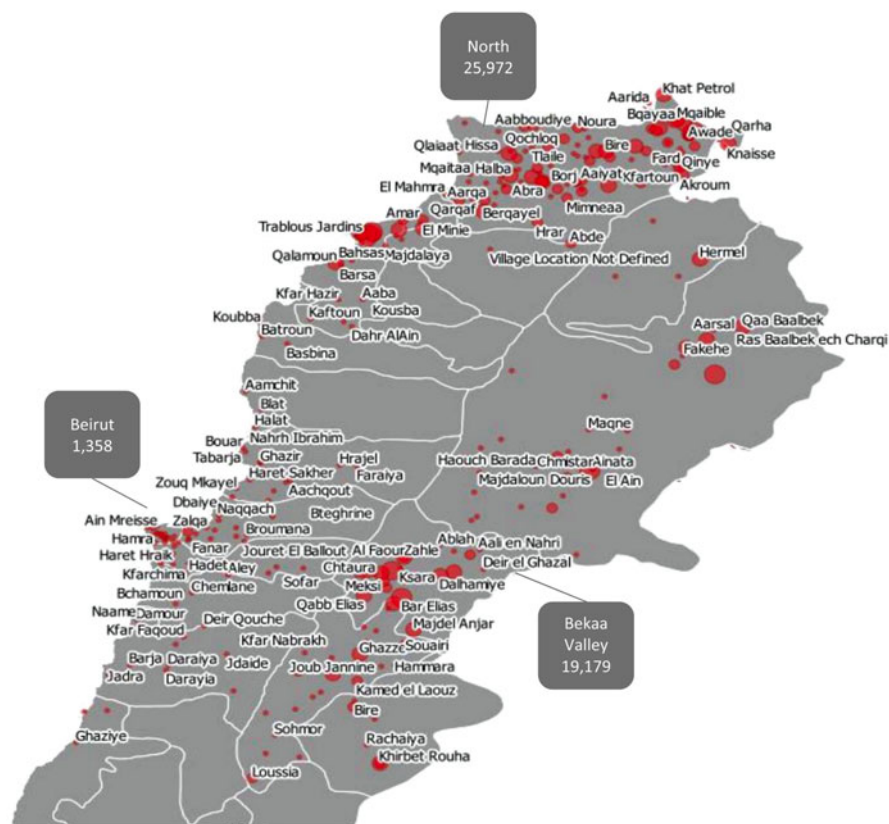 North
25,972
Khat Petrol
Aarida
Aabboudiye
Noura
Bqayaa
Mqaible
Qlaiaat
Hissa
Qochloq
Awade
Qarha
Tlaile
Bire
Knaisse
Mqaitaa
Halba
Fard
Qinye
El Mahmra
Borj
Aaiyat
Kfartoun
Aarqa
Abra
Akroum
Amar
Qarqaf
Berqayel
Mimneaa
Trablous Jardins
El Minie
Hrar
Abde
Qalamoun
Bahsas
Majdalaya
Village Location Not Defined
Hermel
Barsa
Kfar Hazir
Aaba
Koubba
Kaftoun
Kousba
Aarsal
Qaa Baalbek
Batroun
Dahr AlAin
Ras Baalbek ech Charqi
Basbina
Fakehe
Aamchit
Blat
Halat
Maqne
Beirut
1,358
Bouar
Nahrh Ibrahim
Tabarja
Ghazir
Hrajel
Haouch Barada
Chmistar
Ainata
Zouq Mkayel
Haret Sakher
Faraiya
Majdaloun
Douris
El Ain
Aachqout
Dbaiye
Naqqach
Bteghrine
Ain Mreisse
Zalqa
Hamra
Broumana
Ablah
Aali en Nahri
Haret Hraik
Fanar
Jouret El Ballout
Al Faour
Zahle
Deir el Ghazal
Kfarchima
Hadet
Aley
Chtaura
Ksara
Bchamoun
Chemlane
Sofar
Meksi
Dalhamiye
Naame
Damour
Qabb Elias
Bar Elias
Bekaa
Valley
19,179
Kfar Faqoud
Deir Qouche
Majdel Anjar
Kfar Nabrakh
Ghazze
Souairi
Barja
Daraiya
Jdaide
Joub Jannine
Hammara
Jadra
Darayia
Kamed el Laouz
Bire
Ghaziye
Sohmor
Rachaiya
Khirbet Rouha
Loussia